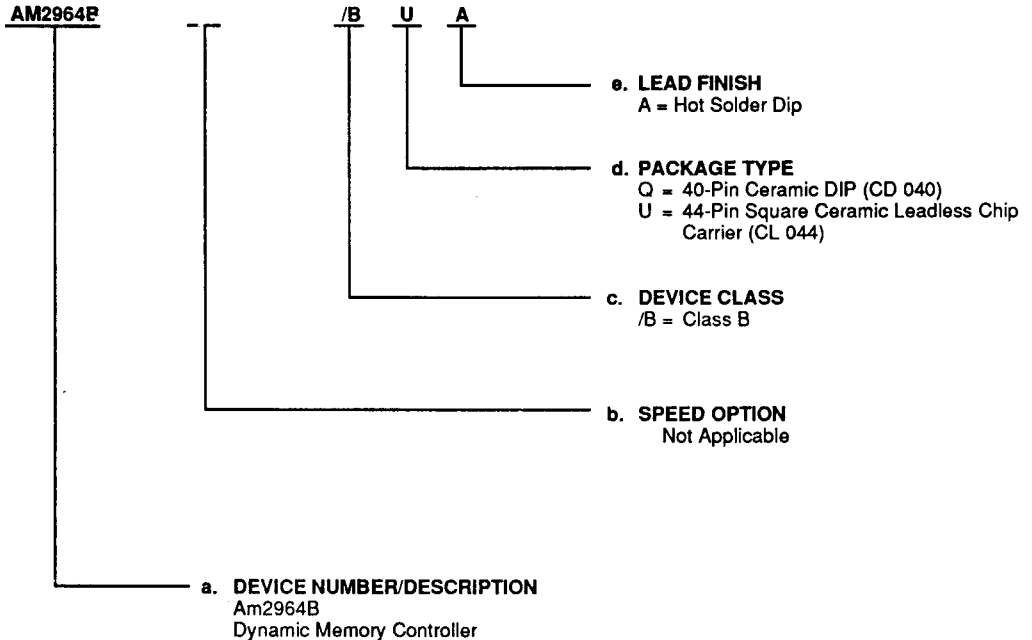 AM2964B /B U A
e. LEAD FINISH
A = Hot Solder Dip
d. PACKAGE TYPE
Q = 40-Pin Ceramic DIP (CD 040)
U = 44-Pin Square Ceramic Leadless Chip
Carrier (CL 044)
c. DEVICE CLASS
/B = Class B
b. SPEED OPTION
Not Applicable
a. DEVICE NUMBER/DESCRIPTION
Am2964B
Dynamic Memory Controller